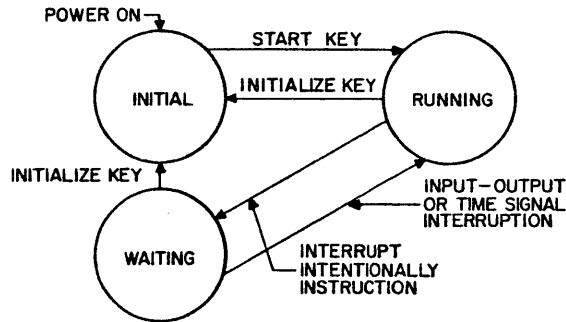 POWER ON
START KEY
INITIAL
INITIALIZE KEY
RUNNING
INITIALIZE KEY
INPUT-OUTPUT
OR TIME SIGNAL
INTERRUPTION
WAITING
INTERRUPT
INTENTIONALLY
INSTRUCTION